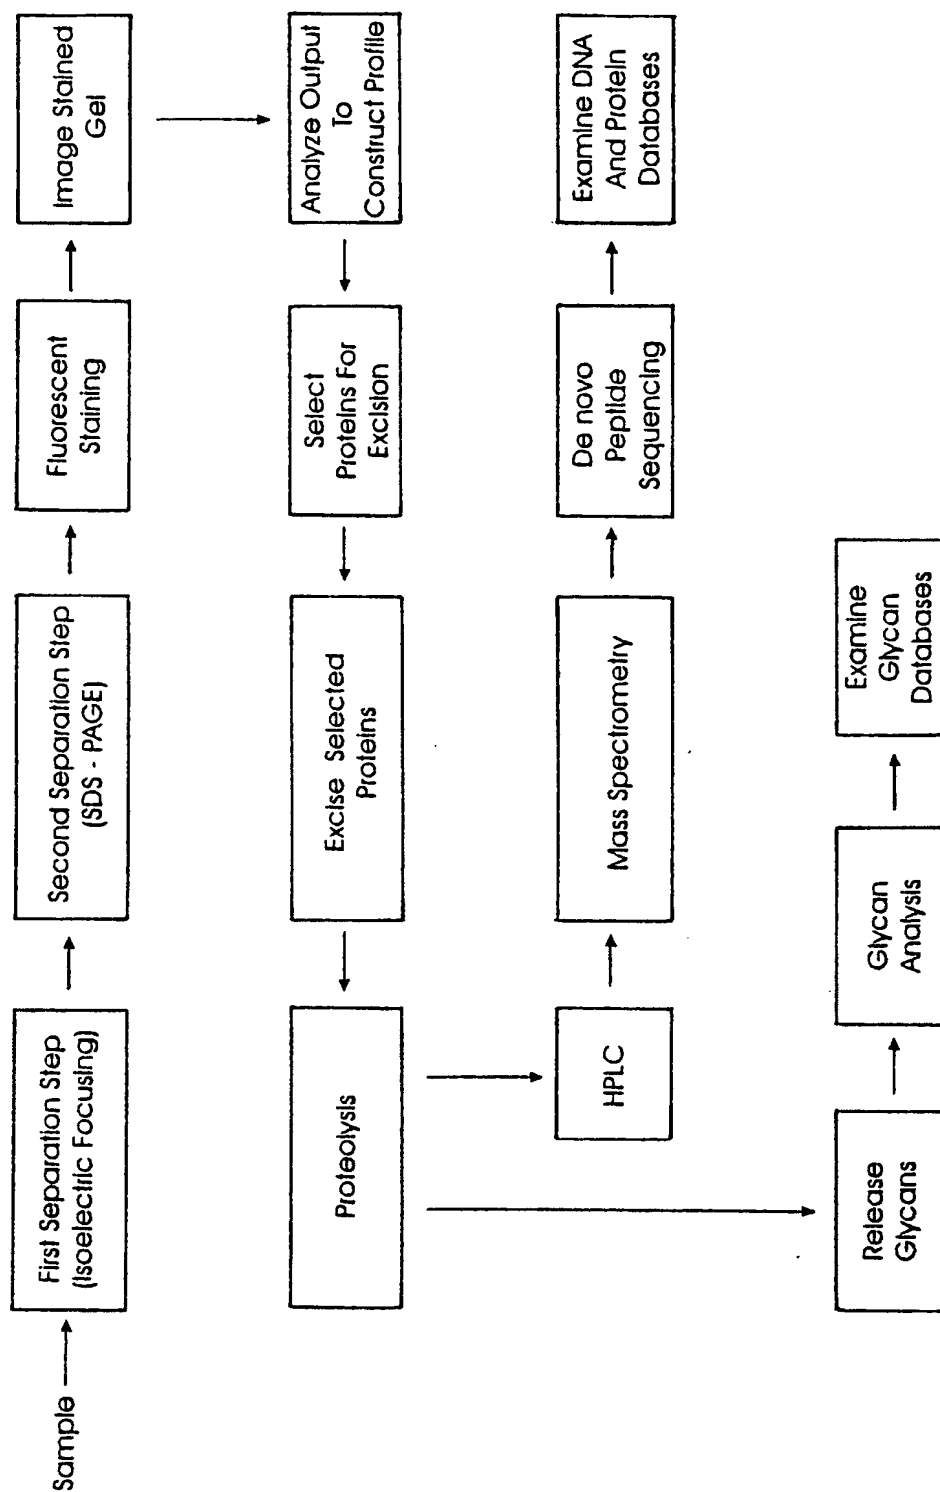 Sample
First Separation Step
(Isoelectric Focusing)
Second Separation Step
(SDS - PAGE)
Fluorescent
Staining
Image Stained
Gel
Analyze Output
To
Construct Profile
Select
Proteins For
Excision
Excise Selected
Proteins
Proteolysis
HPLC
Mass Spectrometry
De novo
Peptide
Sequencing
Examine DNA
And Protein
Databases
Release
Glycans
Glycan
Analysis
Examine
Glycan
Databases